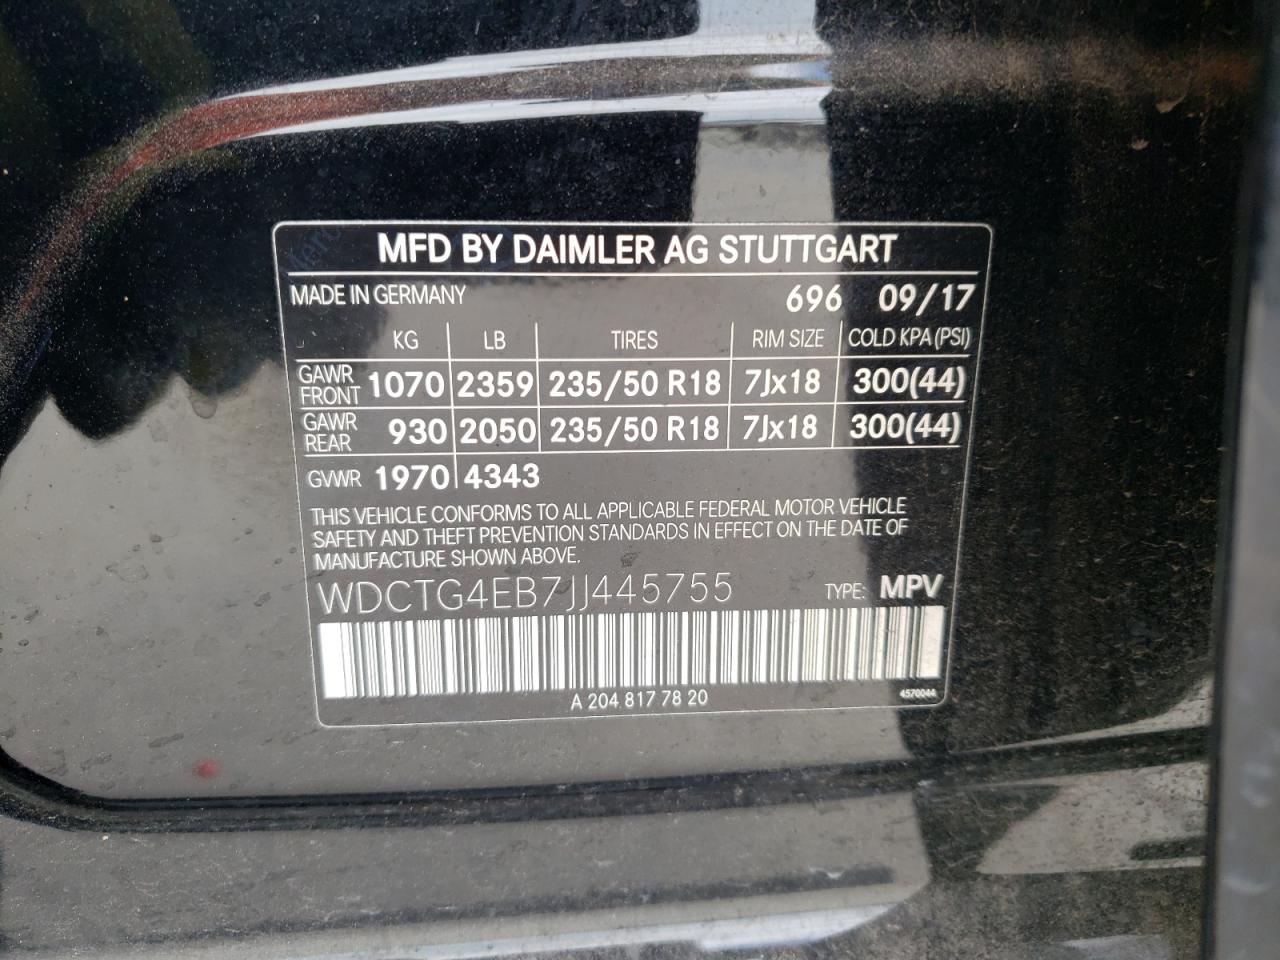 MFD BY DAIMLER AG STUTTGART
MADE IN GERMANY 696 09/17
KG LB TIRES RIM SIZE COLD KPA (PSI)
GAWR FRONT 1070 2359 235/50 R18 7Jx18 300(44)
GAWR REAR 930 2050 235/50 R18 7Jx18 300(44)
GVWR 1970 4343
THIS VEHICLE CONFORMS TO ALL APPLICABLE FEDERAL MOTOR VEHICLE
SAFETY AND THEFT PREVENTION STANDARDS IN EFFECT ON THE DATE OF
MANUFACTURE SHOWN ABOVE.
WDCTG4EB7JJ445755 TYPE: MPV
A 204 817 78 20 4570044